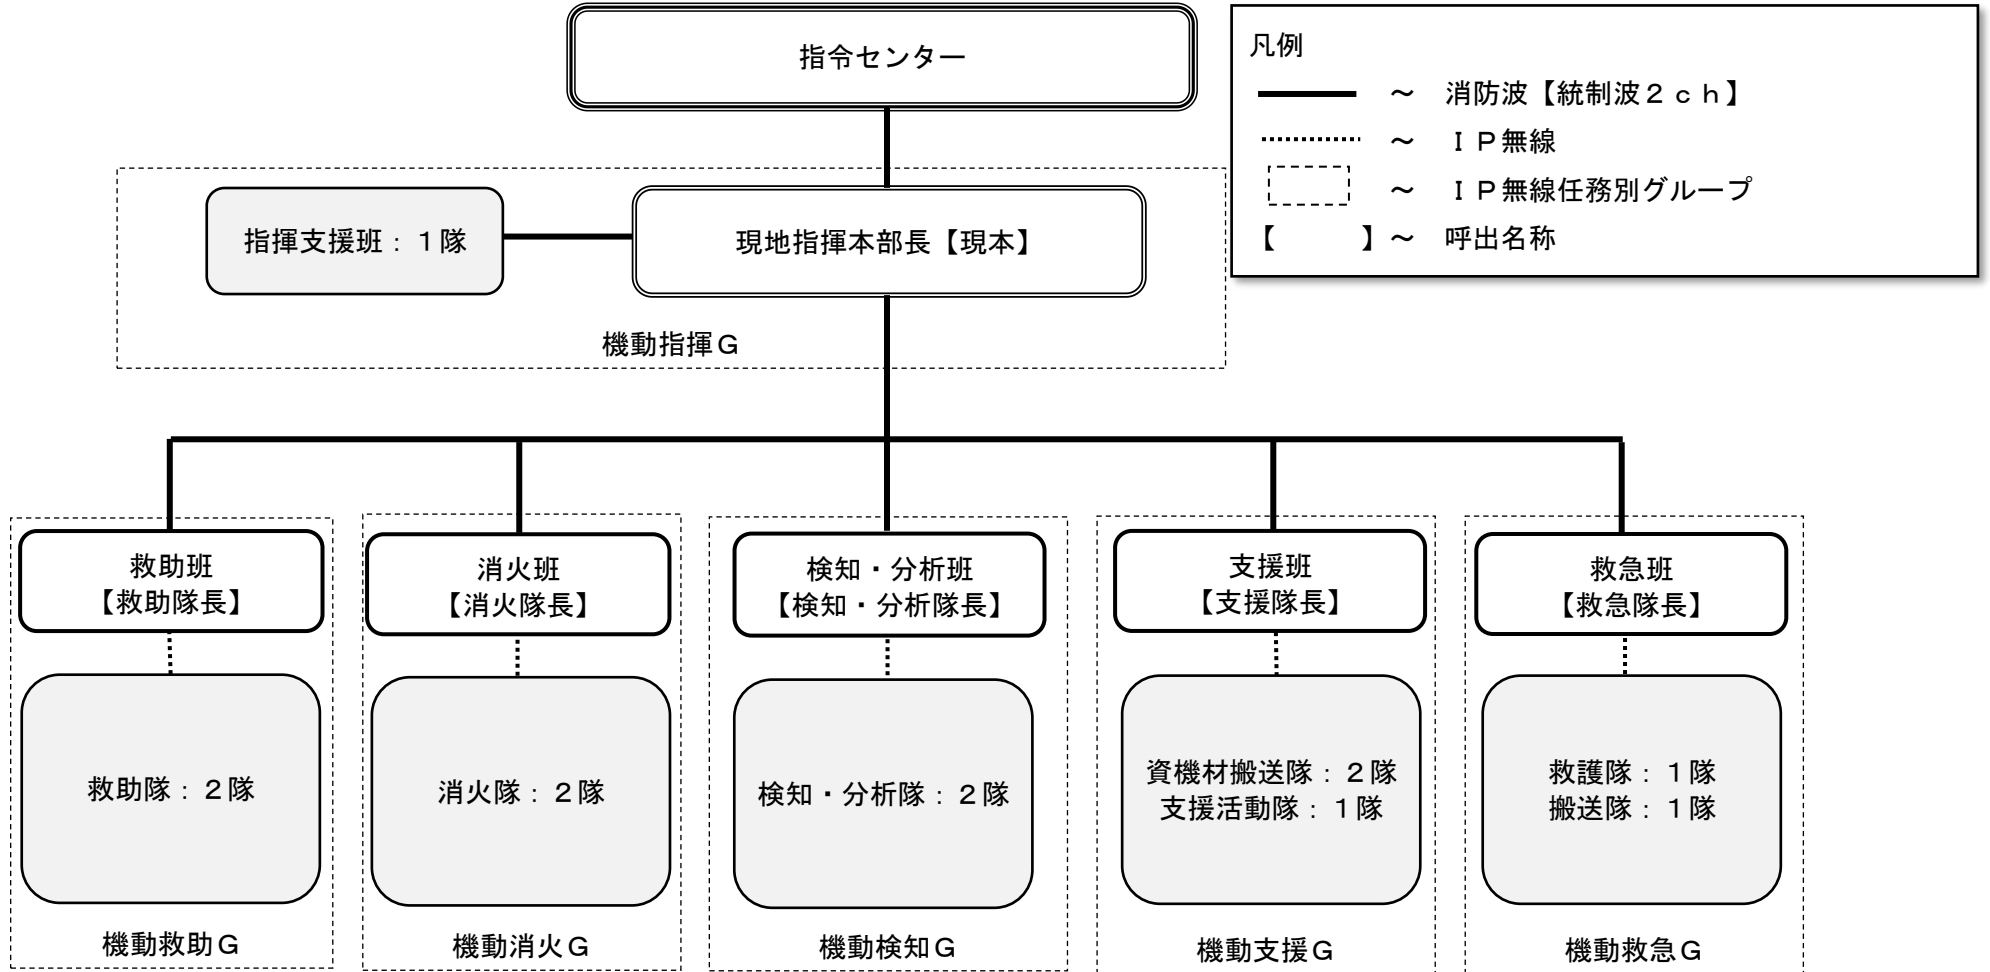 指令センター
凡例
～ 消防波【統制波２ｃｈ】
～ ＩＰ無線
～ ＩＰ無線任務別グループ
【　　　】～ 呼出名称
指揮支援班：１隊
現地指揮本部長【現本】
機動指揮Ｇ
救助班
【救助隊長】
消火班
【消火隊長】
検知・分析班
【検知・分析隊長】
支援班
【支援隊長】
救急班
【救急隊長】
救助隊：２隊
消火隊：２隊
検知・分析隊：２隊
資機材搬送隊：２隊
支援活動隊：１隊
救護隊：１隊
搬送隊：１隊
機動救助Ｇ
機動消火Ｇ
機動検知Ｇ
機動支援Ｇ
機動救急Ｇ